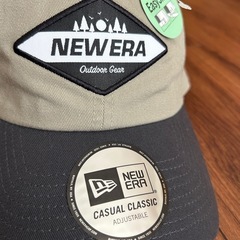 NEW ERA
Outdoor Gear
NEW
ERA
CASUAL CLASSIC
ADJUSTABLE